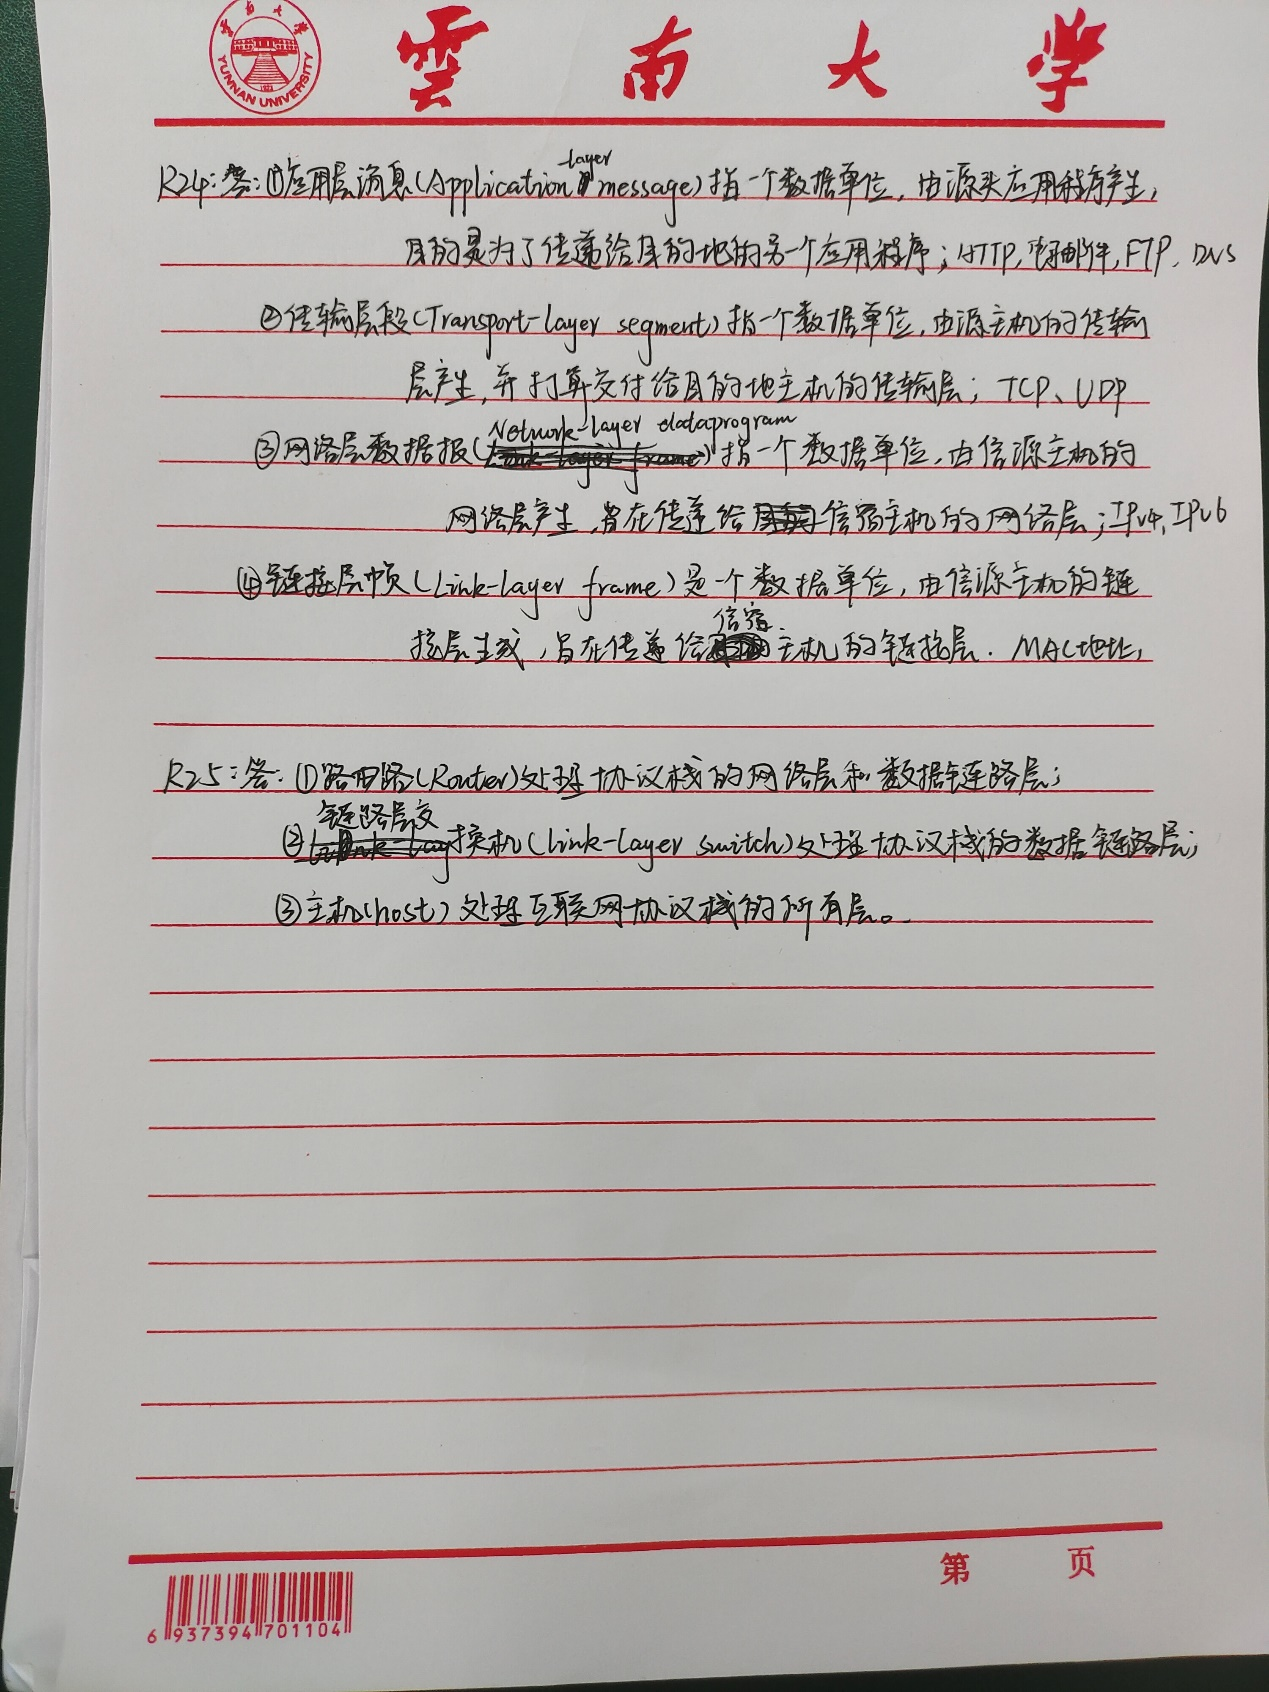 雲南大学
雲南大学
YUNNAN UNIVERSITY
R24:答:①应用层消息(Application-layer message)指一个数据单位,由源头应用程序产生,
目的是为了传递给目的地的另一个应用程序;HTTP,电子邮件,FTP、DNS
②传输层段(Transport-layer segment)指一个数据单位,由源主机的传输
层产生,并打算交付给目的地主机的传输层;TCP、UDP
③网络层数据报(Network-layer dataprogram)指一个数据单位,由信源主机的
网络层产生,旨在传递给信宿主机的网络层;IPv4,IPv6
④链接层帧(Link-layer frame)是一个数据单位,由信源主机的链
接层生成,旨在传递给信宿主机的链接层.MAC地址,
R25:答:①路由路(Router)处理协议栈的网络层和数据链路层;
②链路层交换机(link-layer switch)处理协议栈的数据链路层;
③主机(host)处理互联网协议栈的所有层。
第 页
6 937394 701104